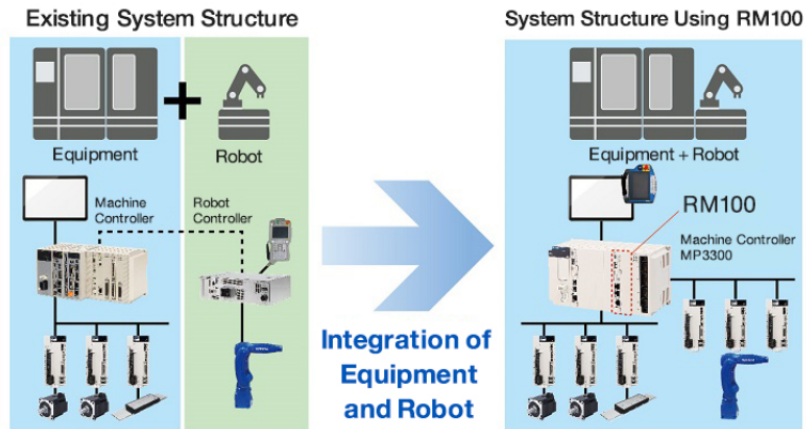 Existing System Structure
Equipment
Robot
Machine
Controller
Robot
Controller
Integration of
Equipment
and Robot
System Structure Using RM100
Equipment + Robot
RM100
Machine Controller
MP3300